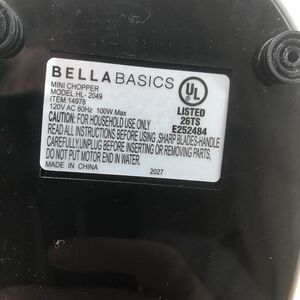 BELLABASICS
MINI CHOPPER
MODEL:HL- 2049
ITEM:14978
120V AC 60Hz 100W Max
UL
LISTED
26TS
E252484
CAUTION: FOR HOUSEHOLD USE ONLY
READ ALL INSTRUCTIONS BEFORE USING .SHARP BLADES-HANDLE
CAREFULLY.UNPLUG BEFORE INSERTING OR REMOVING PARTS,
DO NOT PUT MOTOR END IN WATER.
MADE IN CHINA 2027